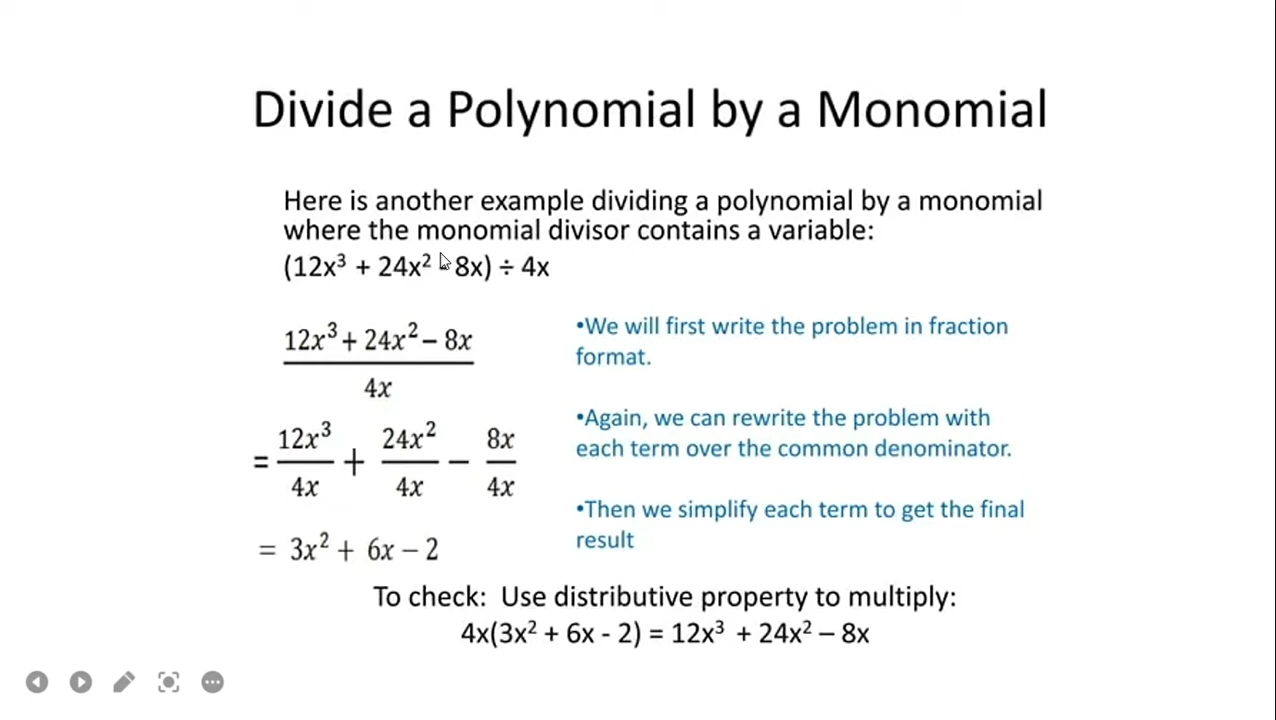 Divide a Polynomial by a Monomial
Here is another example dividing a polynomial by a monomial
where the monomial divisor contains a variable:
(12x³ + 24x² 8x) ÷ 4x
12x³ + 24x² – 8x
4x
•We will first write the problem in fraction
format.
= 12x³/4x + 24x²/4x – 8x/4x
•Again, we can rewrite the problem with
each term over the common denominator.
= 3x² + 6x – 2
•Then we simplify each term to get the final
result
To check: Use distributive property to multiply:
4x(3x² + 6x - 2) = 12x³ + 24x² – 8x